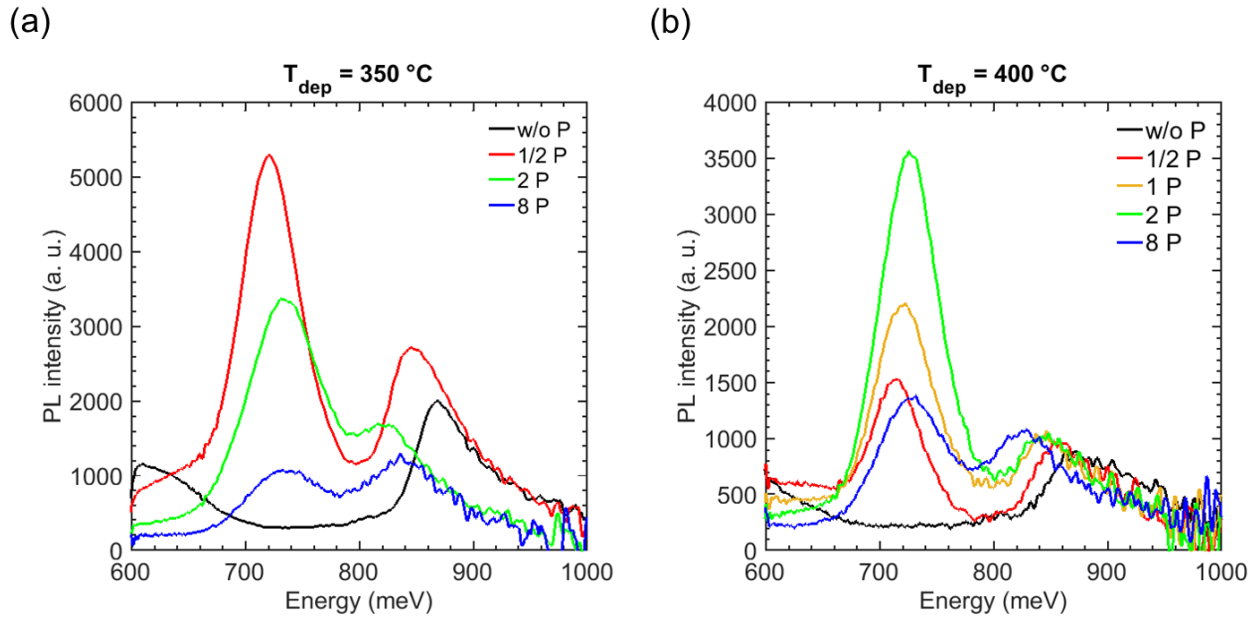 (a)
T_dep = 350 °C
6000
5000
4000
3000
2000
1000
0
PL intensity (a. u.)
w/o P
1/2 P
2 P
8 P
600 700 800 900 1000
Energy (meV)
(b)
T_dep = 400 °C
4000
3500
3000
2500
2000
1500
1000
500
0
PL intensity (a. u.)
w/o P
1/2 P
1 P
2 P
8 P
600 700 800 900 1000
Energy (meV)